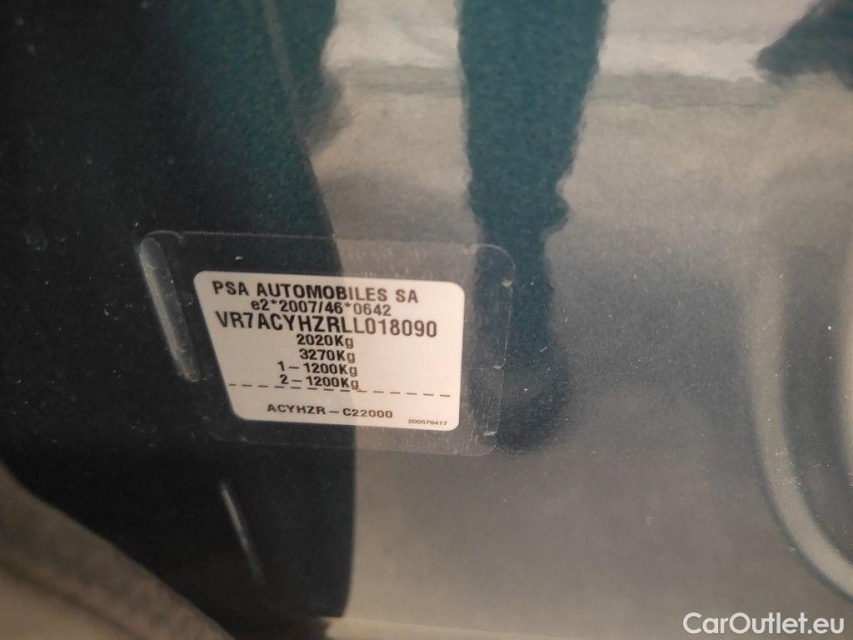 PSA AUTOMOBILES SA
e2*2007/46*0642
VR7ACYHZRLL018090
2020Kg
3270Kg
1-1200Kg
2-1200Kg
ACYHZR-C22000
CarOutlet.eu